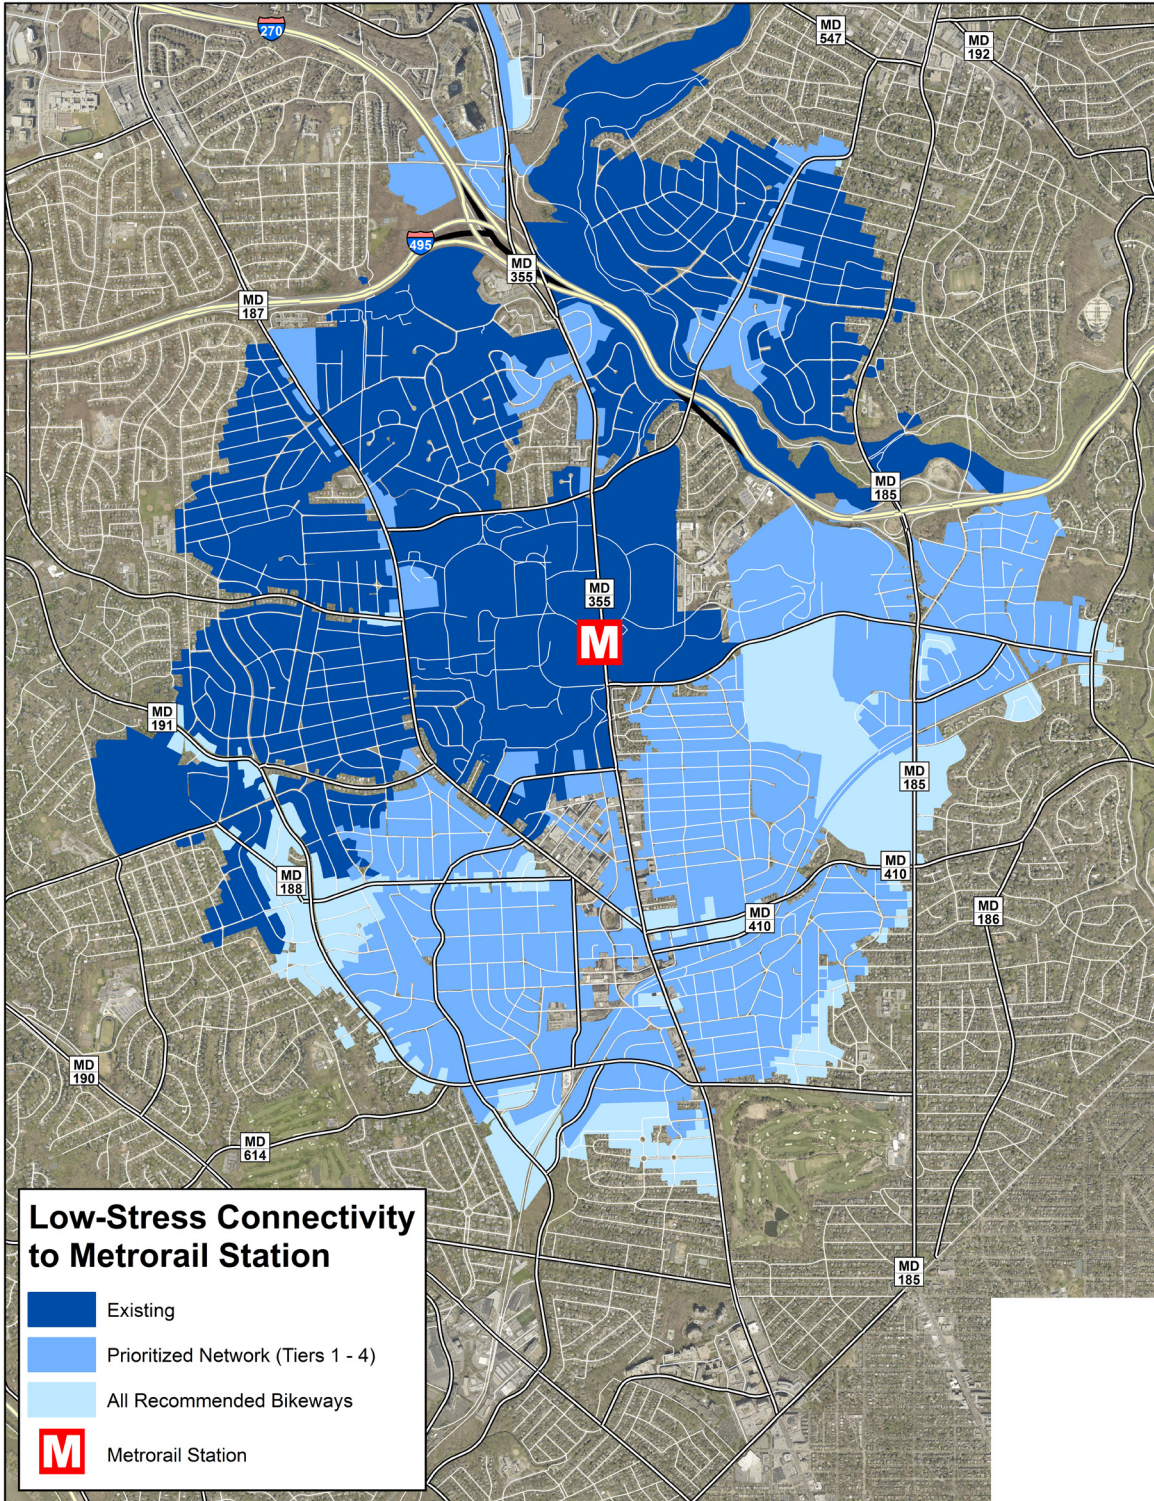 270
MD
547
MD
192
495
MD
355
MD
187
MD
185
MD
355
M
MD
191
MD
185
MD
410
MD
188
MD
410
MD
186
MD
190
MD
614
MD
185
Low-Stress Connectivity
to Metrorail Station
Existing
Prioritized Network (Tiers 1 - 4)
All Recommended Bikeways
M
Metrorail Station